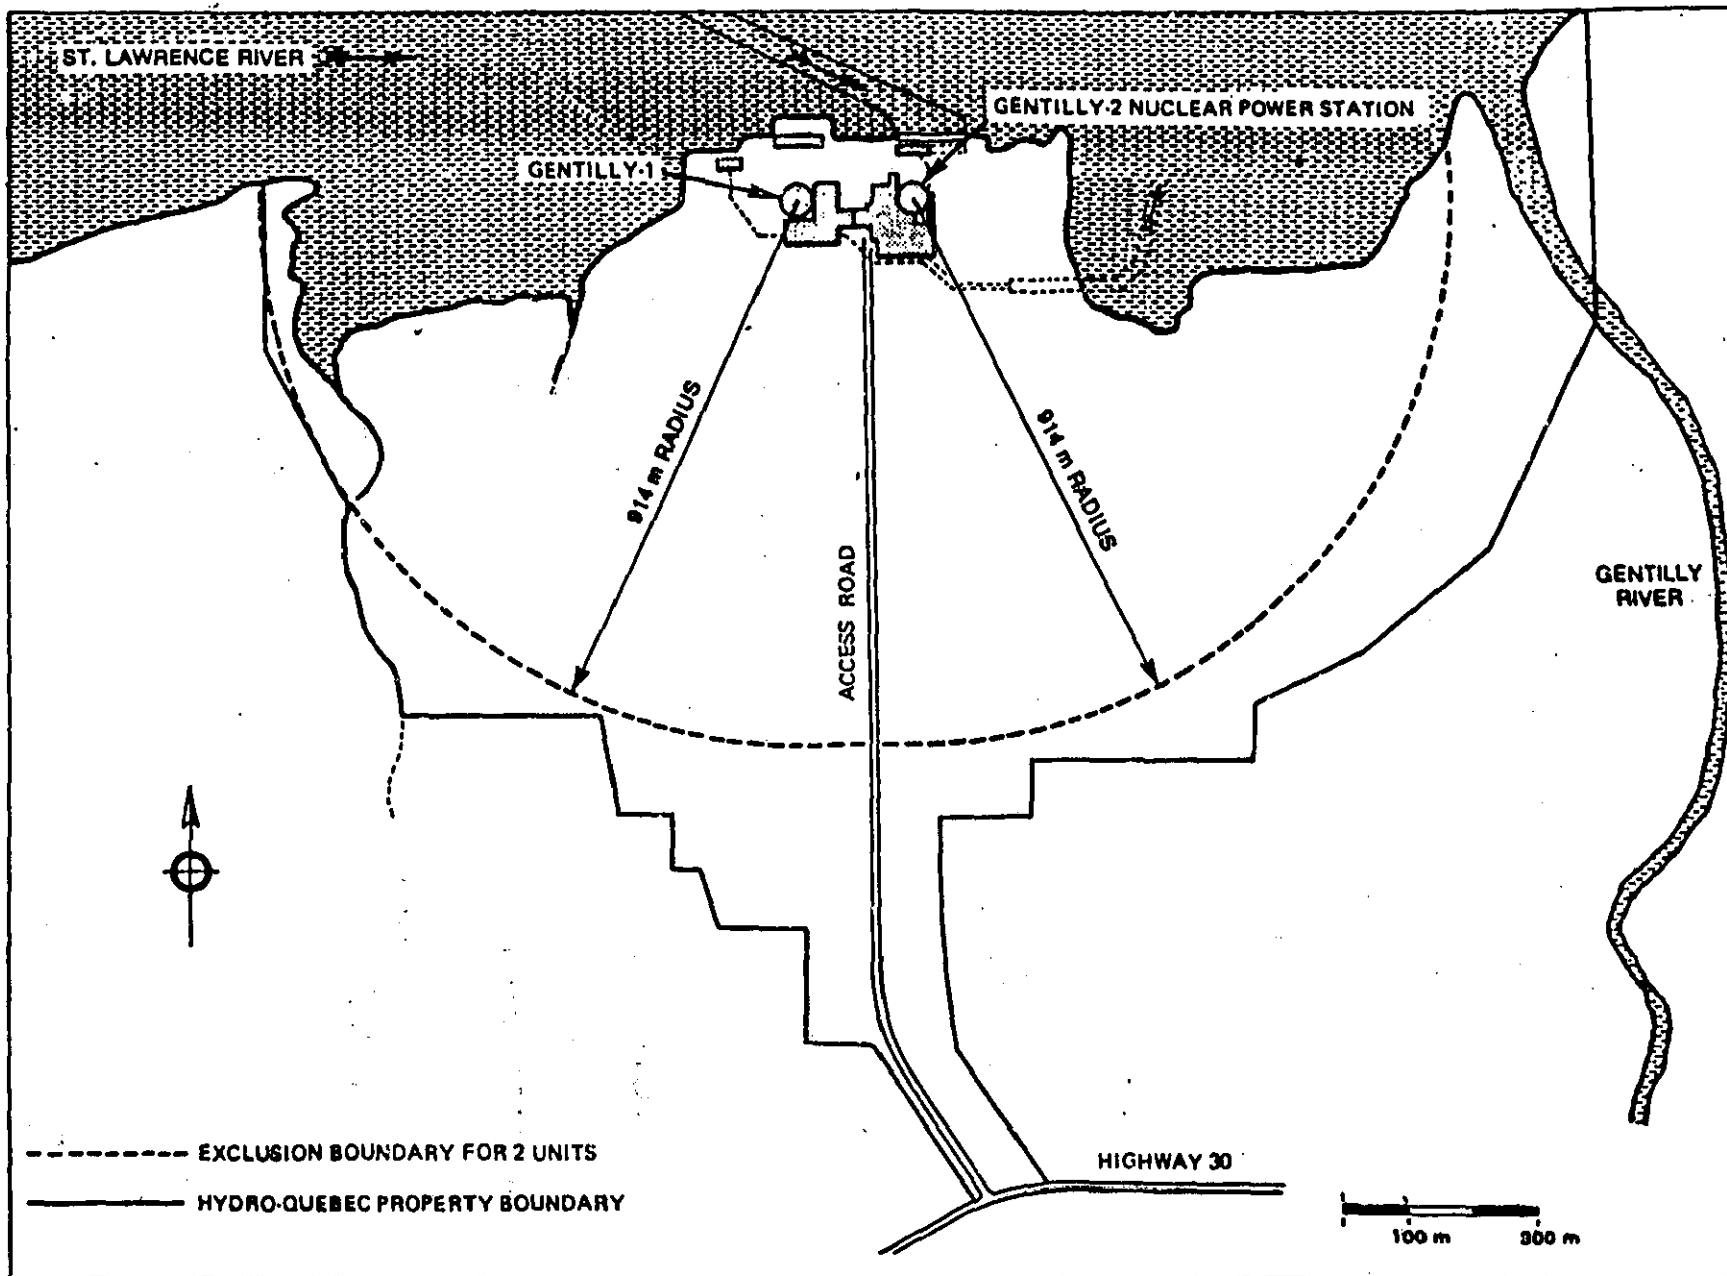 ST. LAWRENCE RIVER
GENTILLY-2 NUCLEAR POWER STATION
GENTILLY-1
914 m RADIUS
914 m RADIUS
ACCESS ROAD
GENTILLY
RIVER
EXCLUSION BOUNDARY FOR 2 UNITS
HYDRO-QUEBEC PROPERTY BOUNDARY
HIGHWAY 30
100 m
300 m